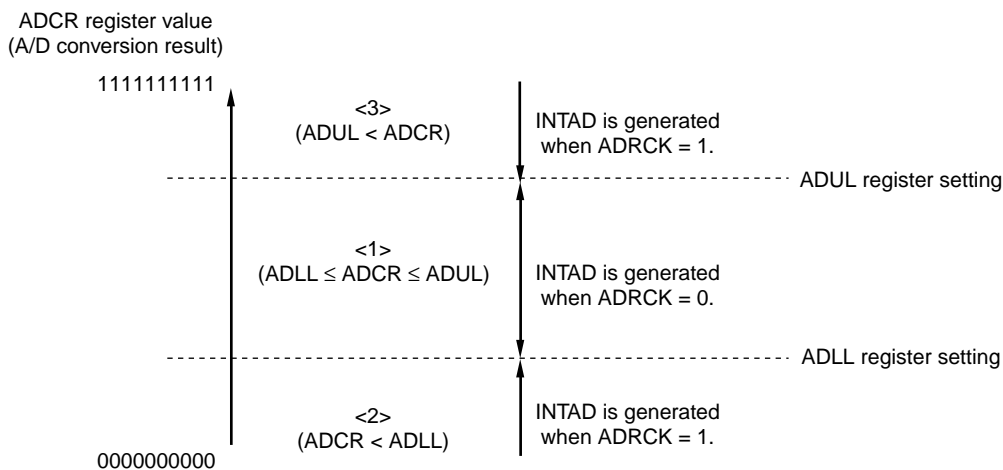 ADCR register value
(A/D conversion result)
1111111111
<3>
(ADUL < ADCR)
INTAD is generated
when ADRCK = 1.
ADUL register setting
<1>
(ADLL ≤ ADCR ≤ ADUL)
INTAD is generated
when ADRCK = 0.
ADLL register setting
<2>
(ADCR < ADLL)
INTAD is generated
when ADRCK = 1.
0000000000